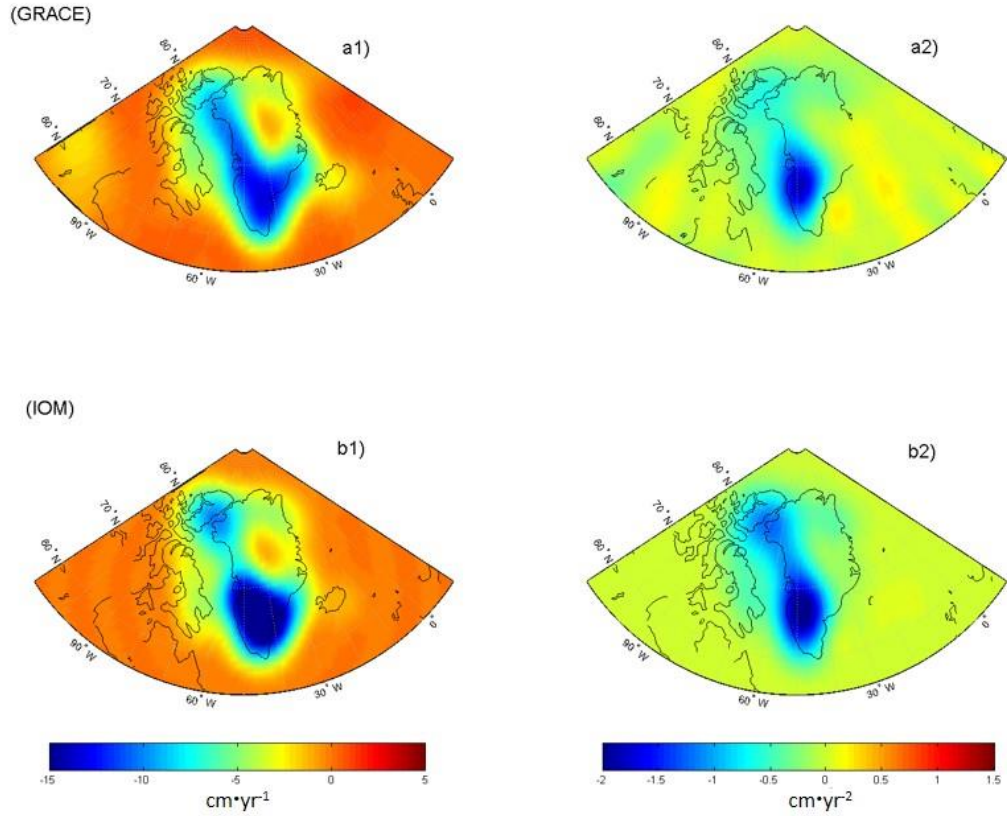 (GRACE)
a1)
a2)
80° N
70° N
60° N
90° W
60° W
30° W
0
80° N
70° N
60° N
90° W
60° W
30° W
0
(IOM)
b1)
b2)
80° N
70° N
60° N
90° W
60° W
30° W
0
80° N
70° N
60° N
90° W
60° W
30° W
0
-15 -10 -5 0 5
cm•yr⁻¹
-2 -1.5 -1 -0.5 0 0.5 1 1.5
cm•yr⁻²